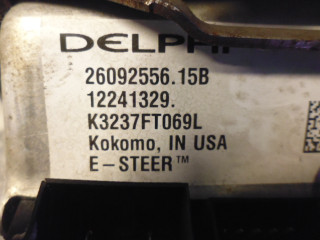 DELPHI
26092556.15B
12241329.
K3237FT069L
Kokomo, IN USA
E-STEER™